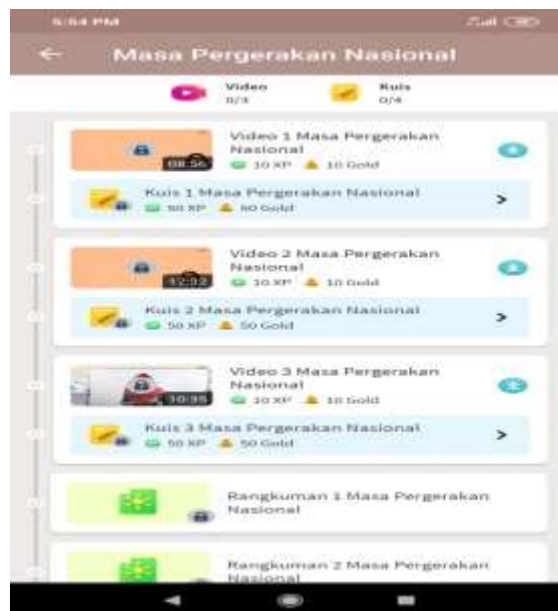 5:54 PM
Masa Pergerakan Nasional
Video
0/3
Kuis
0/4
Video 1 Masa Pergerakan
Nasional
08:56
10 XP 10 Gold
Kuis 1 Masa Pergerakan Nasional
50 XP 50 Gold
Video 2 Masa Pergerakan
Nasional
12:32
10 XP 10 Gold
Kuis 2 Masa Pergerakan Nasional
50 XP 50 Gold
Video 3 Masa Pergerakan
Nasional
10:35
10 XP 10 Gold
Kuis 3 Masa Pergerakan Nasional
50 XP 50 Gold
Rangkuman 1 Masa Pergerakan
Nasional
Rangkuman 2 Masa Pergerakan
Nasional